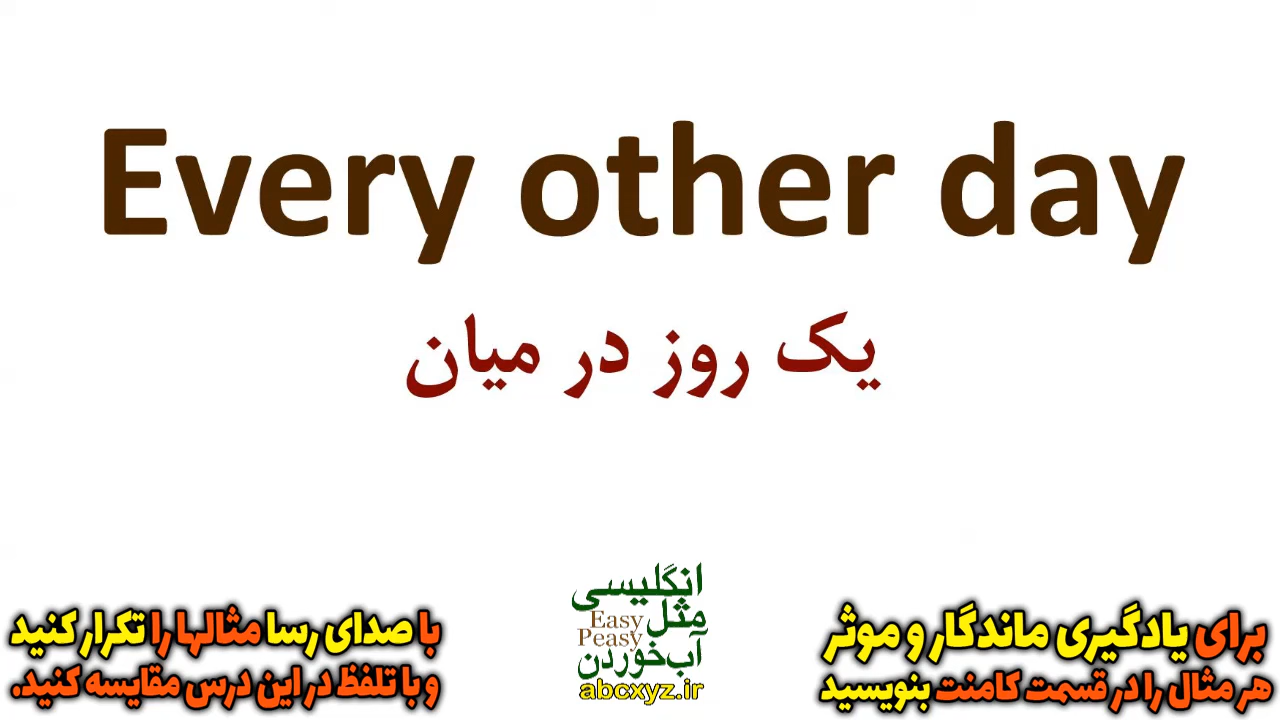 Every other day
یک روز در میان
برای یادگیری ماندگار و موثر
هر مثال را در قسمت کامنت بنویسید
انگلیسی
مثل
Easy
Peasy
آب خوردن
abcxyz.ir
با صدای رسا مثالها را تکرار کنید
و با تلفظ در این درس مقایسه کنید.